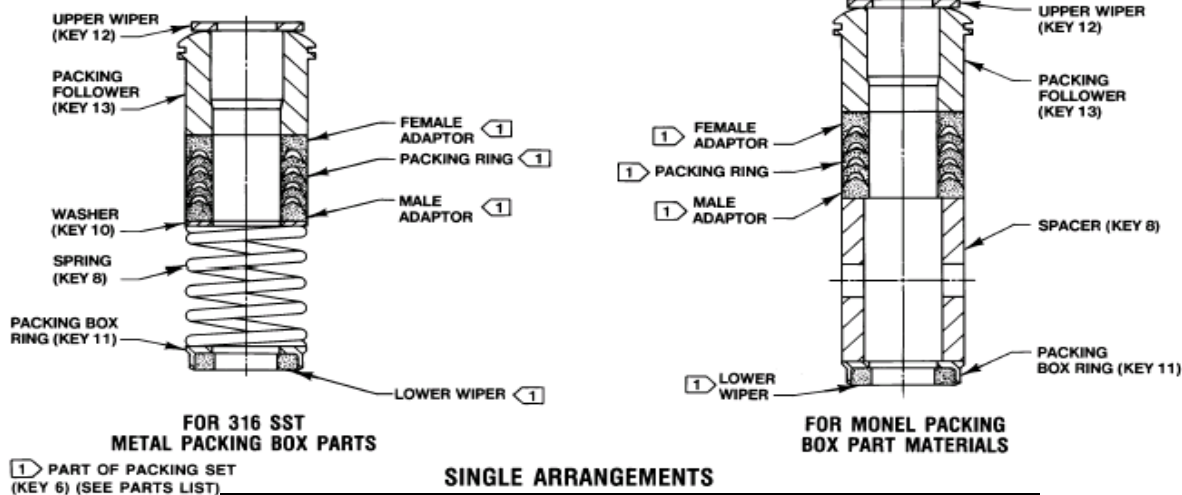 UPPER WIPER
(KEY 12)
PACKING
FOLLOWER
(KEY 13)
FEMALE
ADAPTOR 1
PACKING RING 1
MALE
ADAPTOR 1
WASHER
(KEY 10)
SPRING
(KEY 8)
PACKING BOX
RING (KEY 11)
LOWER WIPER 1
FOR 316 SST
METAL PACKING BOX PARTS
UPPER WIPER
(KEY 12)
PACKING
FOLLOWER
(KEY 13)
1 FEMALE
ADAPTOR
1 PACKING RING
1 MALE
ADAPTOR
SPACER (KEY 8)
PACKING
BOX RING (KEY 11)
1 LOWER
WIPER
FOR MONEL PACKING
BOX PART MATERIALS
1 PART OF PACKING SET
(KEY 6) (SEE PARTS LIST)
SINGLE ARRANGEMENTS